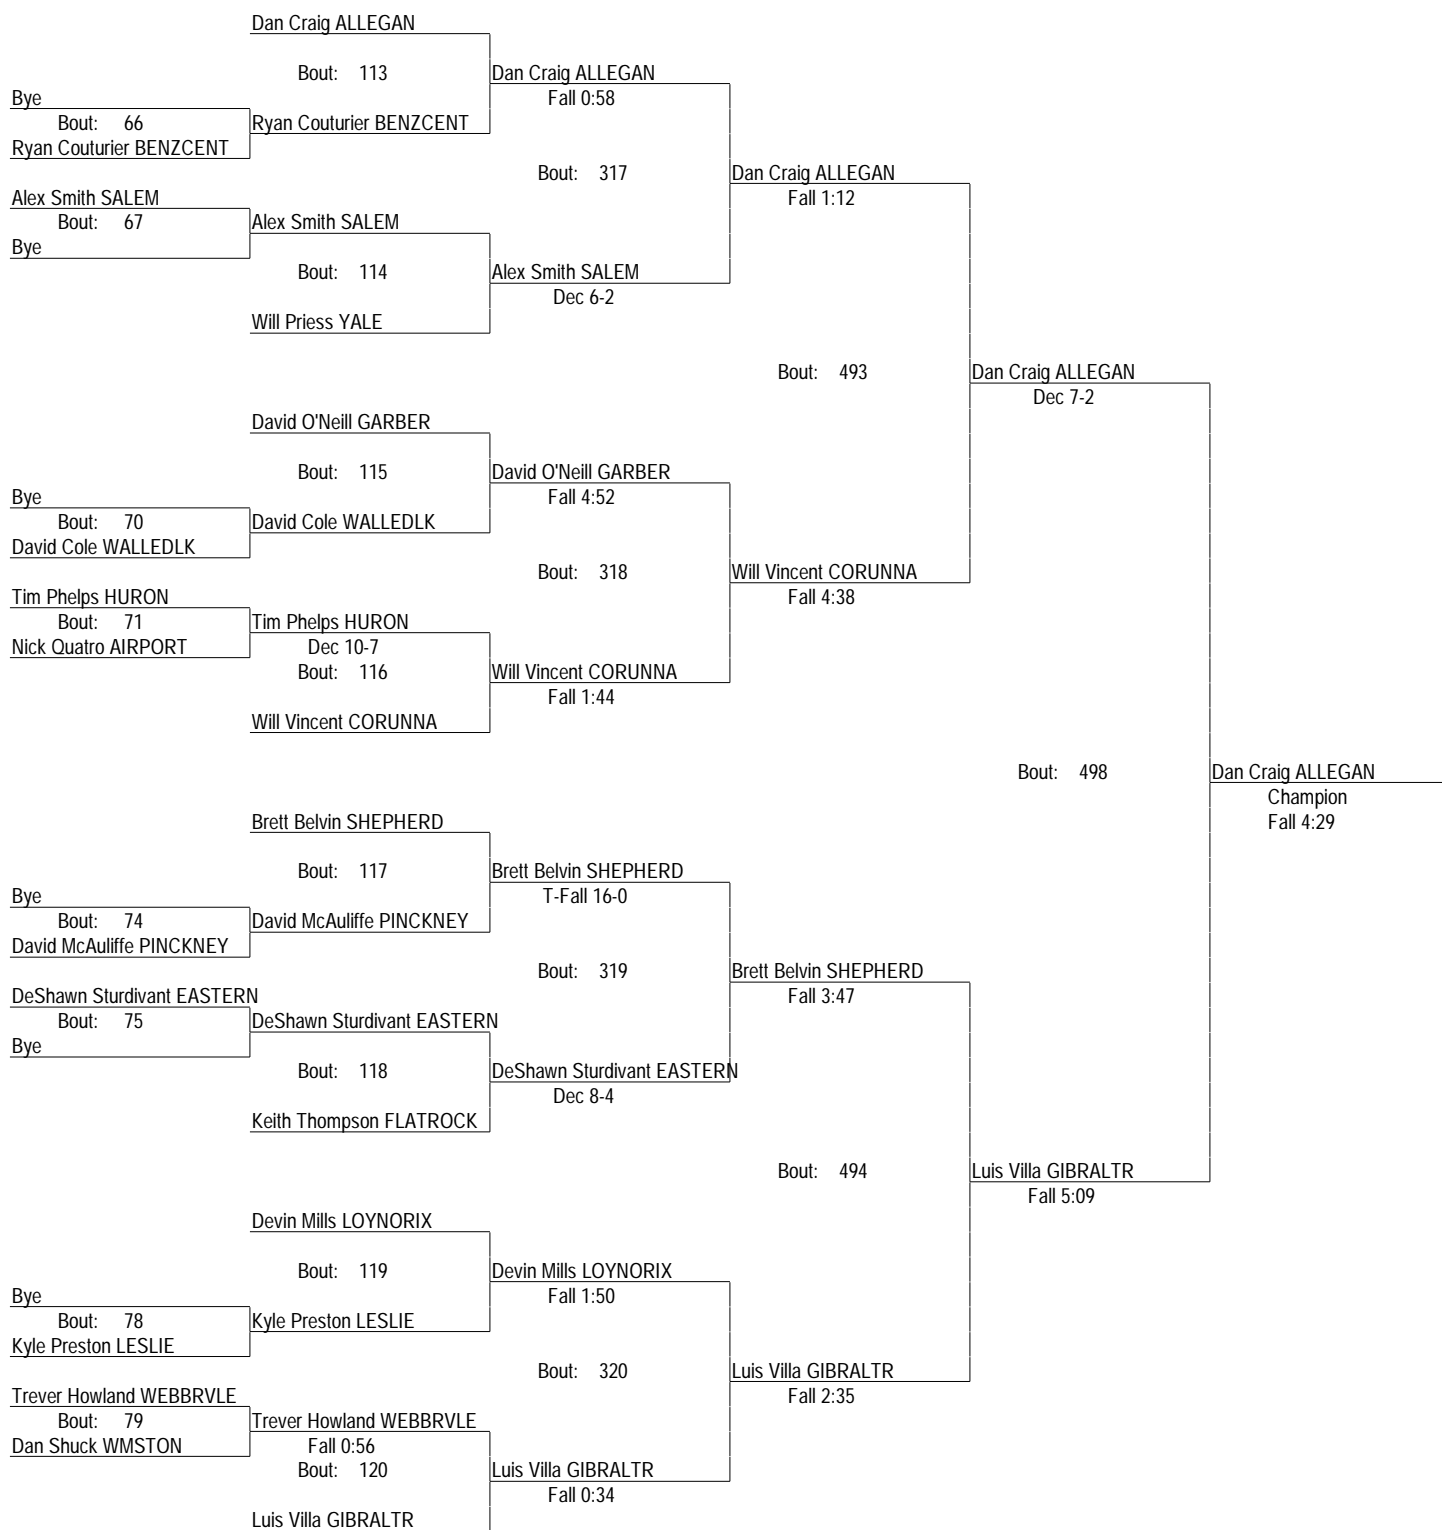 Dan Craig ALLEGAN
Bout: 113
Dan Craig ALLEGAN
Bye
Fall 0:58
Bout: 66
Ryan Couturier BENZCENT
Ryan Couturier BENZCENT
Bout: 317
Dan Craig ALLEGAN
Alex Smith SALEM
Fall 1:12
Bout: 67
Alex Smith SALEM
Bye
Bout: 114
Alex Smith SALEM
Dec 6-2
Will Priess YALE
Bout: 493
Dan Craig ALLEGAN
Dec 7-2
David O'Neill GARBER
Bout: 115
David O'Neill GARBER
Bye
Fall 4:52
Bout: 70
David Cole WALLEDLK
David Cole WALLEDLK
Bout: 318
Will Vincent CORUNNA
Tim Phelps HURON
Fall 4:38
Bout: 71
Tim Phelps HURON
Nick Quatro AIRPORT
Dec 10-7
Bout: 116
Will Vincent CORUNNA
Fall 1:44
Will Vincent CORUNNA
Bout: 498
Dan Craig ALLEGAN
Champion
Fall 4:29
Brett Belvin SHEPHERD
Bout: 117
Brett Belvin SHEPHERD
Bye
T-Fall 16-0
Bout: 74
David McAuliffe PINCKNEY
David McAuliffe PINCKNEY
Bout: 319
Brett Belvin SHEPHERD
DeShawn Sturdivant EASTERN
Fall 3:47
Bout: 75
DeShawn Sturdivant EASTERN
Bye
Bout: 118
DeShawn Sturdivant EASTERN
Dec 8-4
Keith Thompson FLATROCK
Bout: 494
Luis Villa GIBRALTR
Fall 5:09
Devin Mills LOYNORIX
Bout: 119
Devin Mills LOYNORIX
Bye
Fall 1:50
Bout: 78
Kyle Preston LESLIE
Kyle Preston LESLIE
Bout: 320
Luis Villa GIBRALTR
Trever Howland WEBBRVLE
Fall 2:35
Bout: 79
Trever Howland WEBBRVLE
Dan Shuck WMSTON
Fall 0:56
Bout: 120
Luis Villa GIBRALTR
Fall 0:34
Luis Villa GIBRALTR